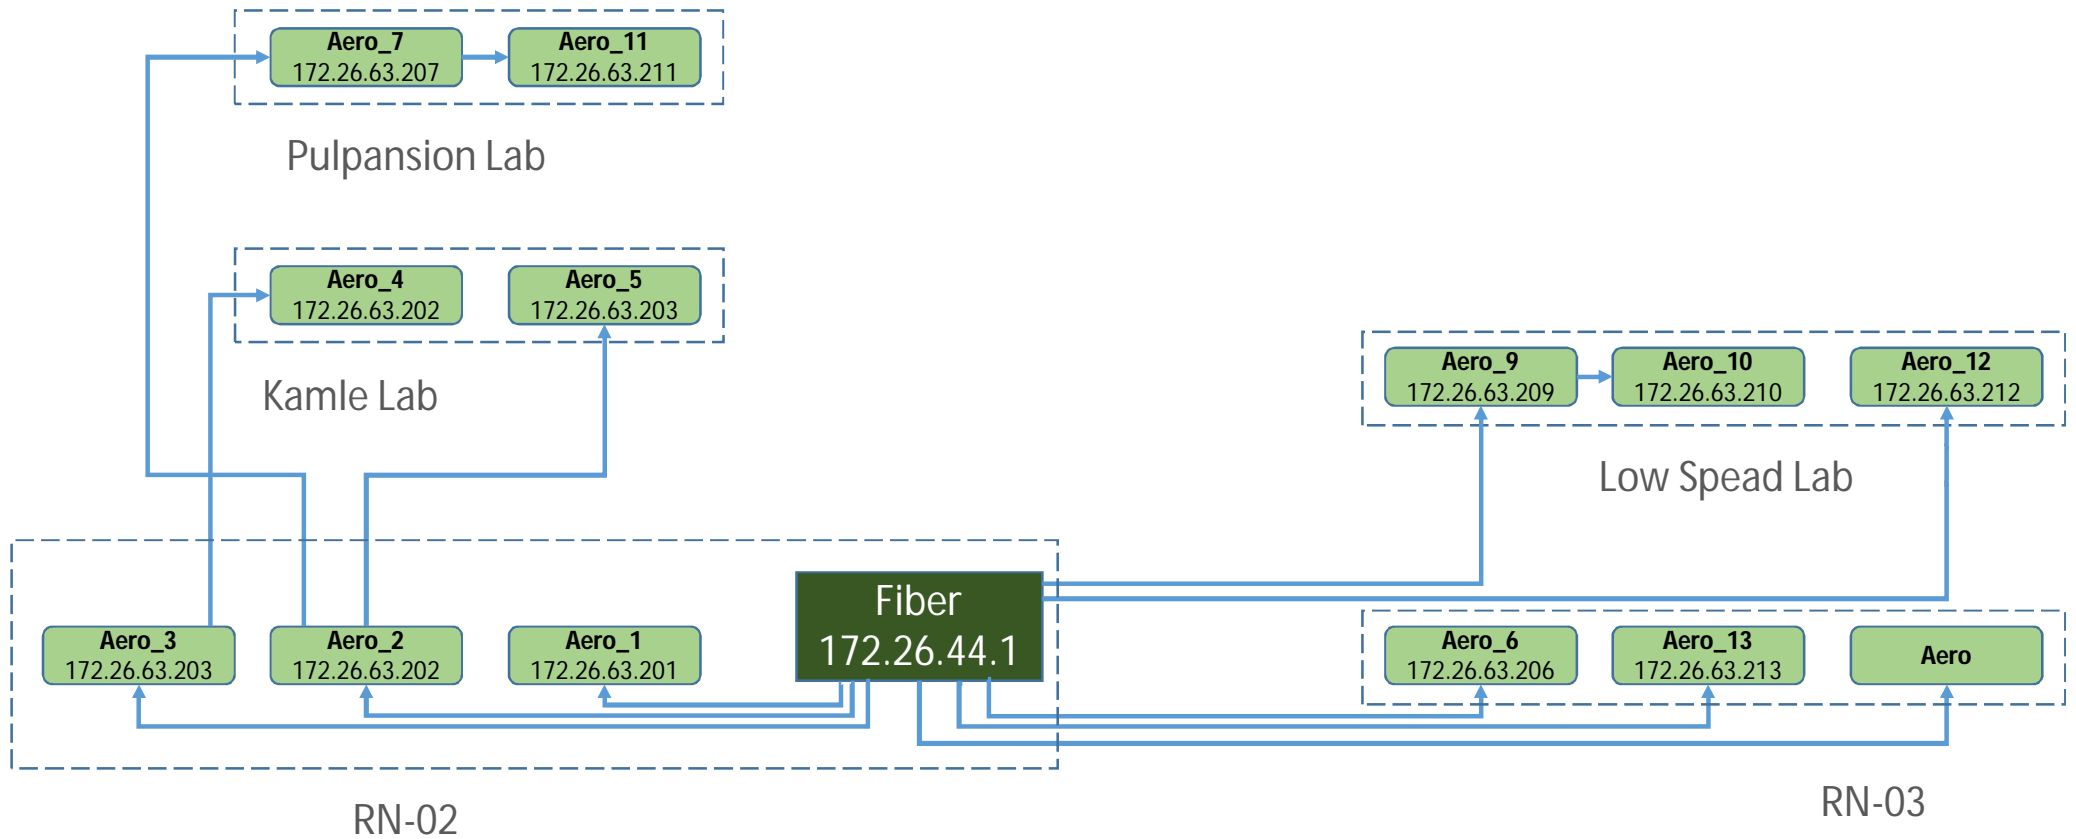 Aero_7
172.26.63.207
Aero_11
172.26.63.211
Pulpansion Lab
Aero_4
172.26.63.202
Aero_5
172.26.63.203
Kamle Lab
Aero_9
172.26.63.209
Aero_10
172.26.63.210
Aero_12
172.26.63.212
Low Spead Lab
Aero_3
172.26.63.203
Aero_2
172.26.63.202
Aero_1
172.26.63.201
Fiber
172.26.44.1
Aero_6
172.26.63.206
Aero_13
172.26.63.213
Aero
RN-02
RN-03